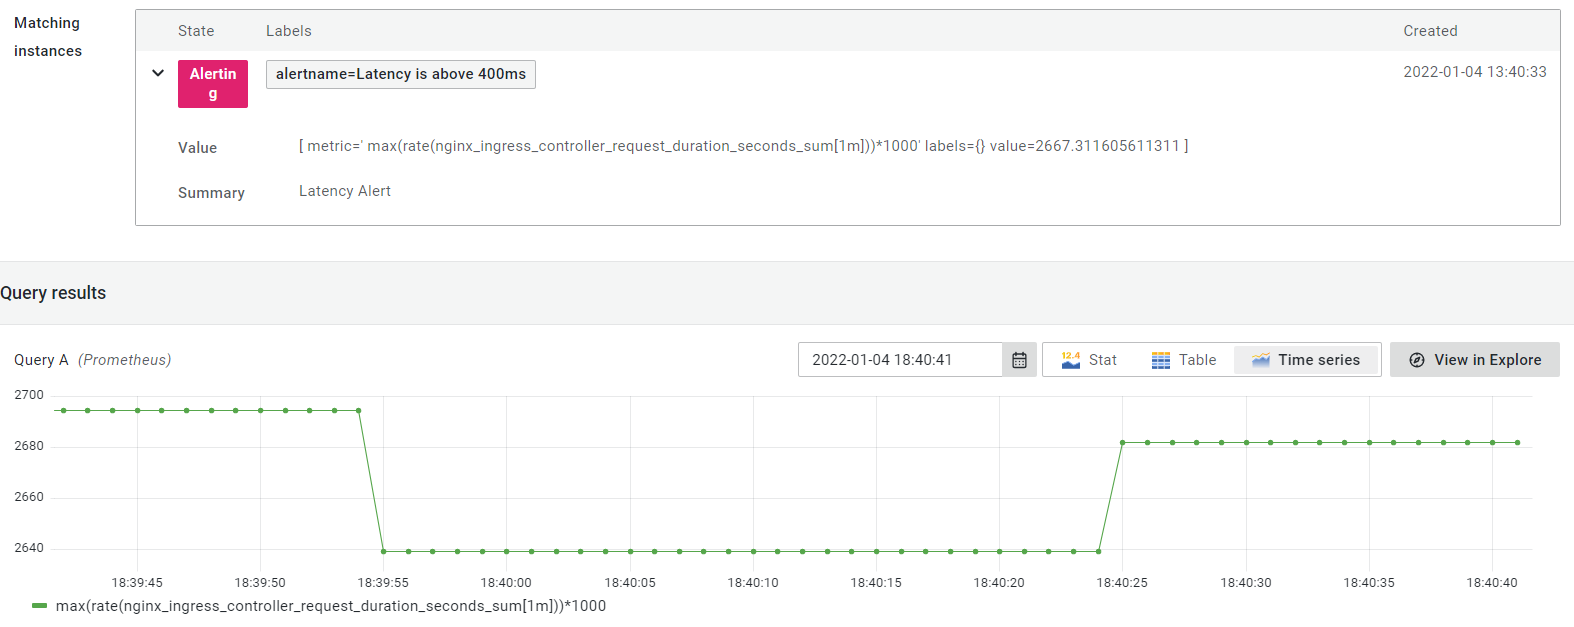 Matching
instances
State Labels Created
Alertin
g
alertname=Latency is above 400ms
2022-01-04 13:40:33
Value [ metric=' max(rate(nginx_ingress_controller_request_duration_seconds_sum[1m]))*1000' labels={} value=2667.311605611311 ]
Summary Latency Alert
Query results
Query A (Prometheus) 2022-01-04 18:40:41 12.4 Stat Table Time series View in Explore
2700
2680
2660
2640
18:39:45 18:39:50 18:39:55 18:40:00 18:40:05 18:40:10 18:40:15 18:40:20 18:40:25 18:40:30 18:40:35 18:40:40
max(rate(nginx_ingress_controller_request_duration_seconds_sum[1m]))*1000